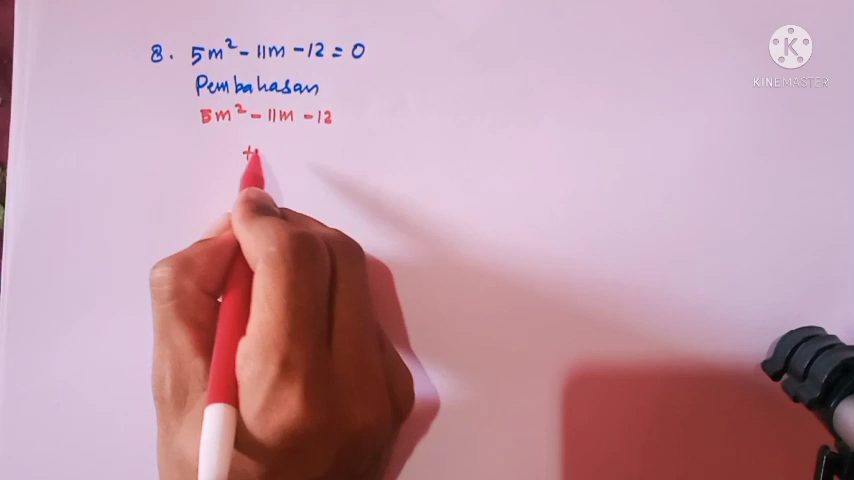 8. 5m² - 11m - 12 = 0
Pembahasan
5m² - 11m - 12
+
K
KINEMASTER